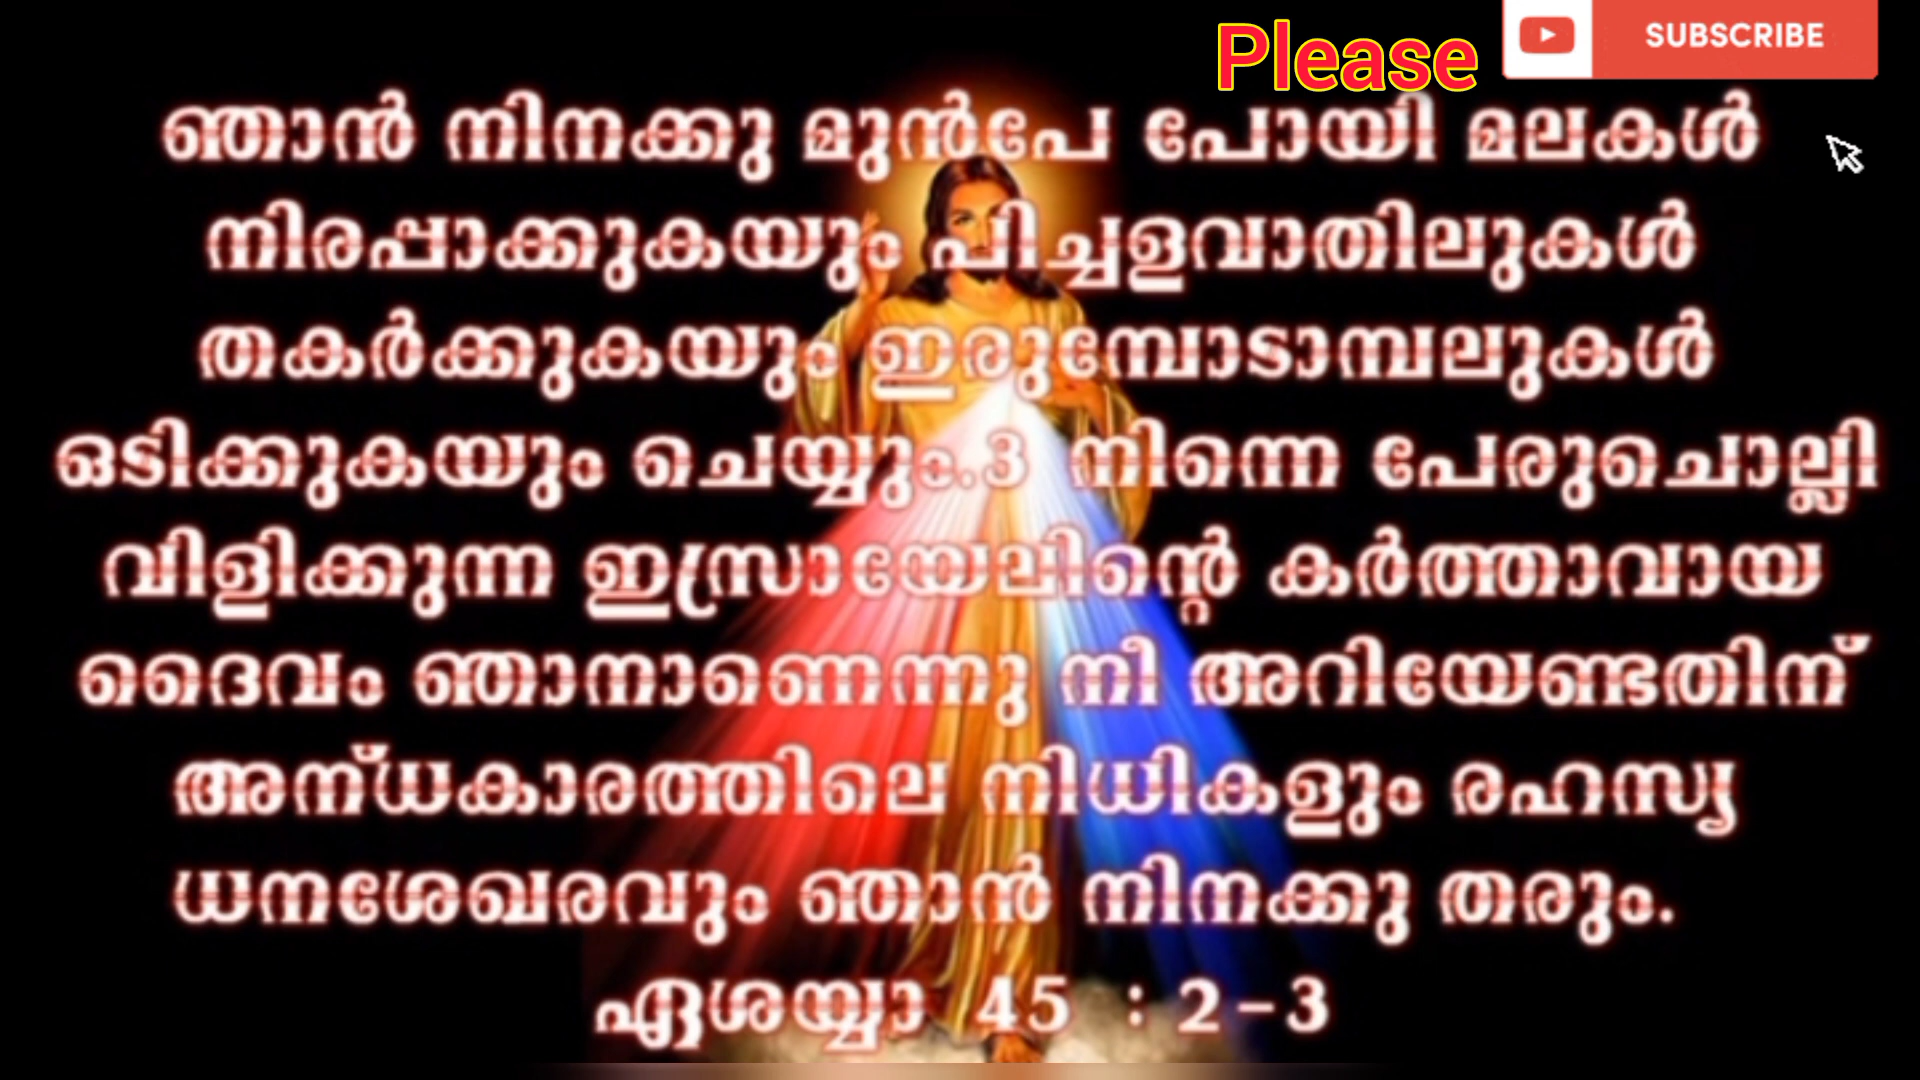 Please SUBSCRIBE
ഞാൻ നിനക്കു മുൻപേ പോയി മലകൾ
നിരപ്പാക്കുകയും പിച്ചളവാതിലുകൾ
തകർക്കുകയും ഇരുമ്പോടാമ്പലുകൾ
ഒടിക്കുകയും ചെയ്യും.3 നിന്നെ പേരുചൊല്ലി
വിളിക്കുന്ന ഇസ്രായേലിന്റെ കർത്താവായ
ദൈവം ഞാനാണെന്നു നീ അറിയേണ്ടതിന്
അന്ധകാരത്തിലെ നിധികളും രഹസ്യ
ധനശേഖരവും ഞാൻ നിനക്കു തരും.
ഏശയ്യാ 45 : 2-3